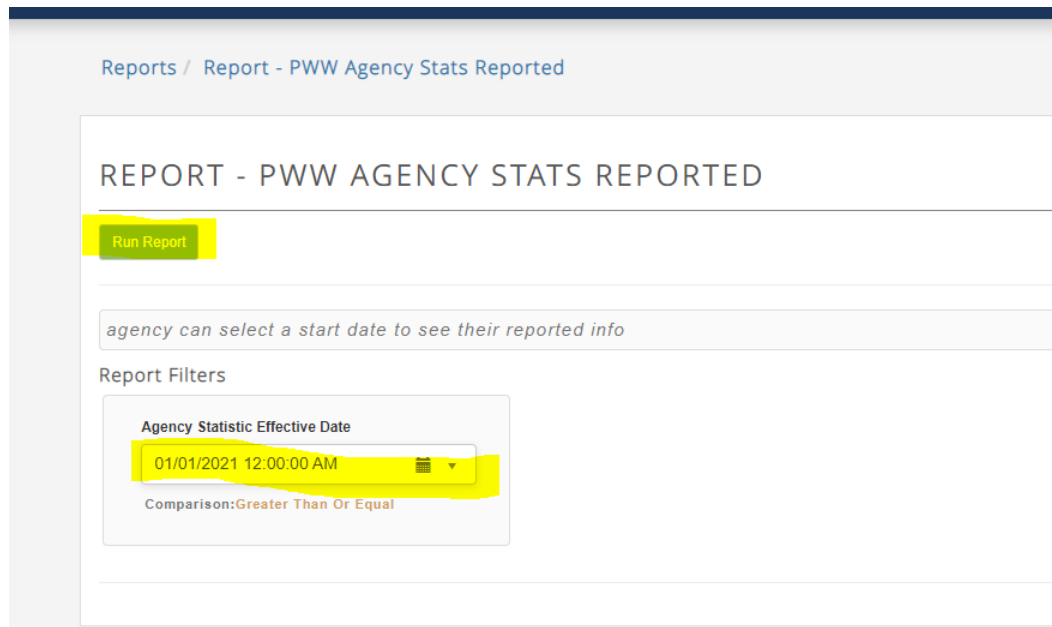 Reports / Report - PWW Agency Stats Reported
REPORT - PWW AGENCY STATS REPORTED
Run Report
agency can select a start date to see their reported info
Report Filters
Agency Statistic Effective Date
01/01/2021 12:00:00 AM
Comparison:Greater Than Or Equal